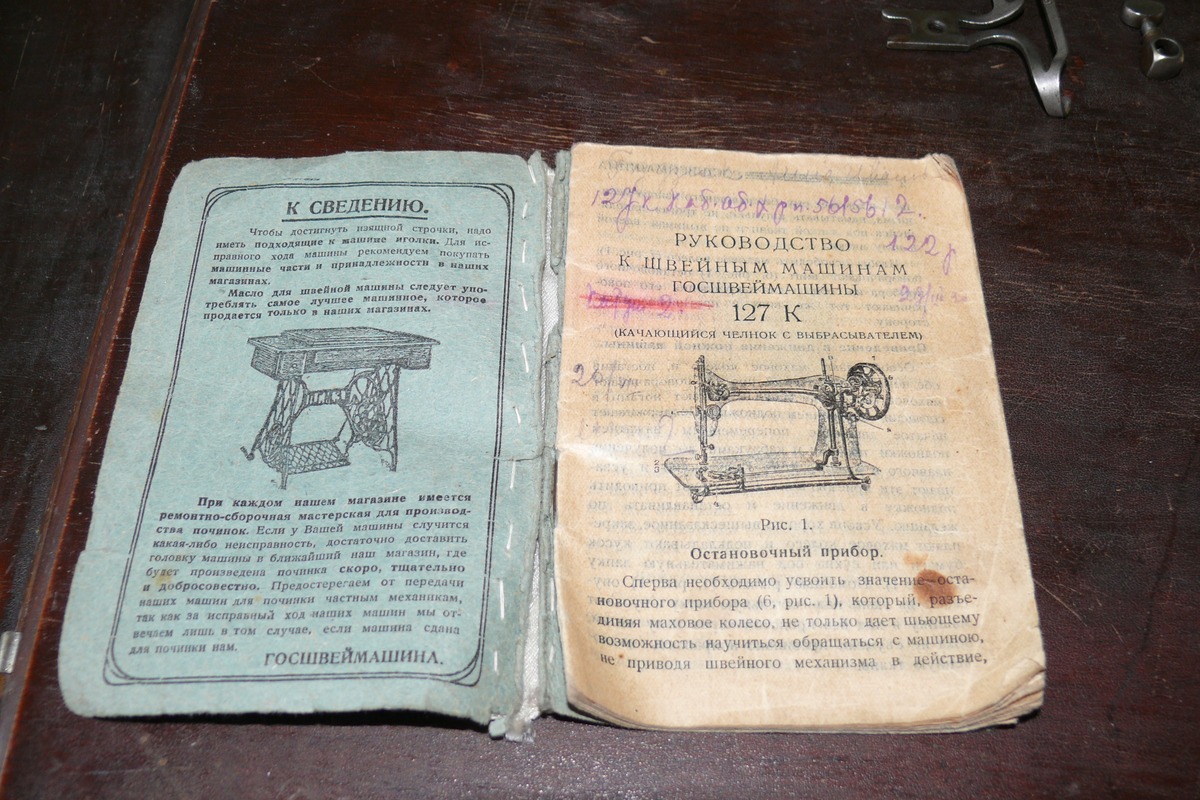 К СВЕДЕНИЮ.
Чтобы достигнуть изящной строчки, надо
иметь подходящие к машине иголки. Для ис-
правного хода машины рекомендуем покупать
машинные части и принадлежности в наших
магазинах.
Масло для швейной машины следует упо-
треблять самое лучшее машинное, которое
продается только в наших магазинах.
При каждом нашем магазине имеется
ремонтно-сборочная мастерская для производ-
ства починок. Если у Вашей машины случится
какая-либо неисправность, достаточно доставить
головку машины в ближайший наш магазин, где
будет произведена починка скоро, тщательно
и добросовестно. Предостерегаем от передачи
наших машин для починки частным механикам,
так как за исправный ход наших машин мы от-
вечаем лишь в том случае, если машина сдана
для починки нам.
ГОСШВЕЙМАШИНА.
РУКОВОДСТВО
К ШВЕЙНЫМ МАШИНАМ
ГОСШВЕЙМАШИНЫ
127 К
(КАЧАЮЩИЙСЯ ЧЕЛНОК С ВЫБРАСЫВАТЕЛЕМ)
Рис. 1.
Остановочный прибор.
Сперва необходимо усвоить значение оста-
новочного прибора (6, рис. 1), который, разъе-
диняя маховое колесо, не только дает шьющему
возможность научиться обращаться с машиною,
не приводя швейного механизма в действие,